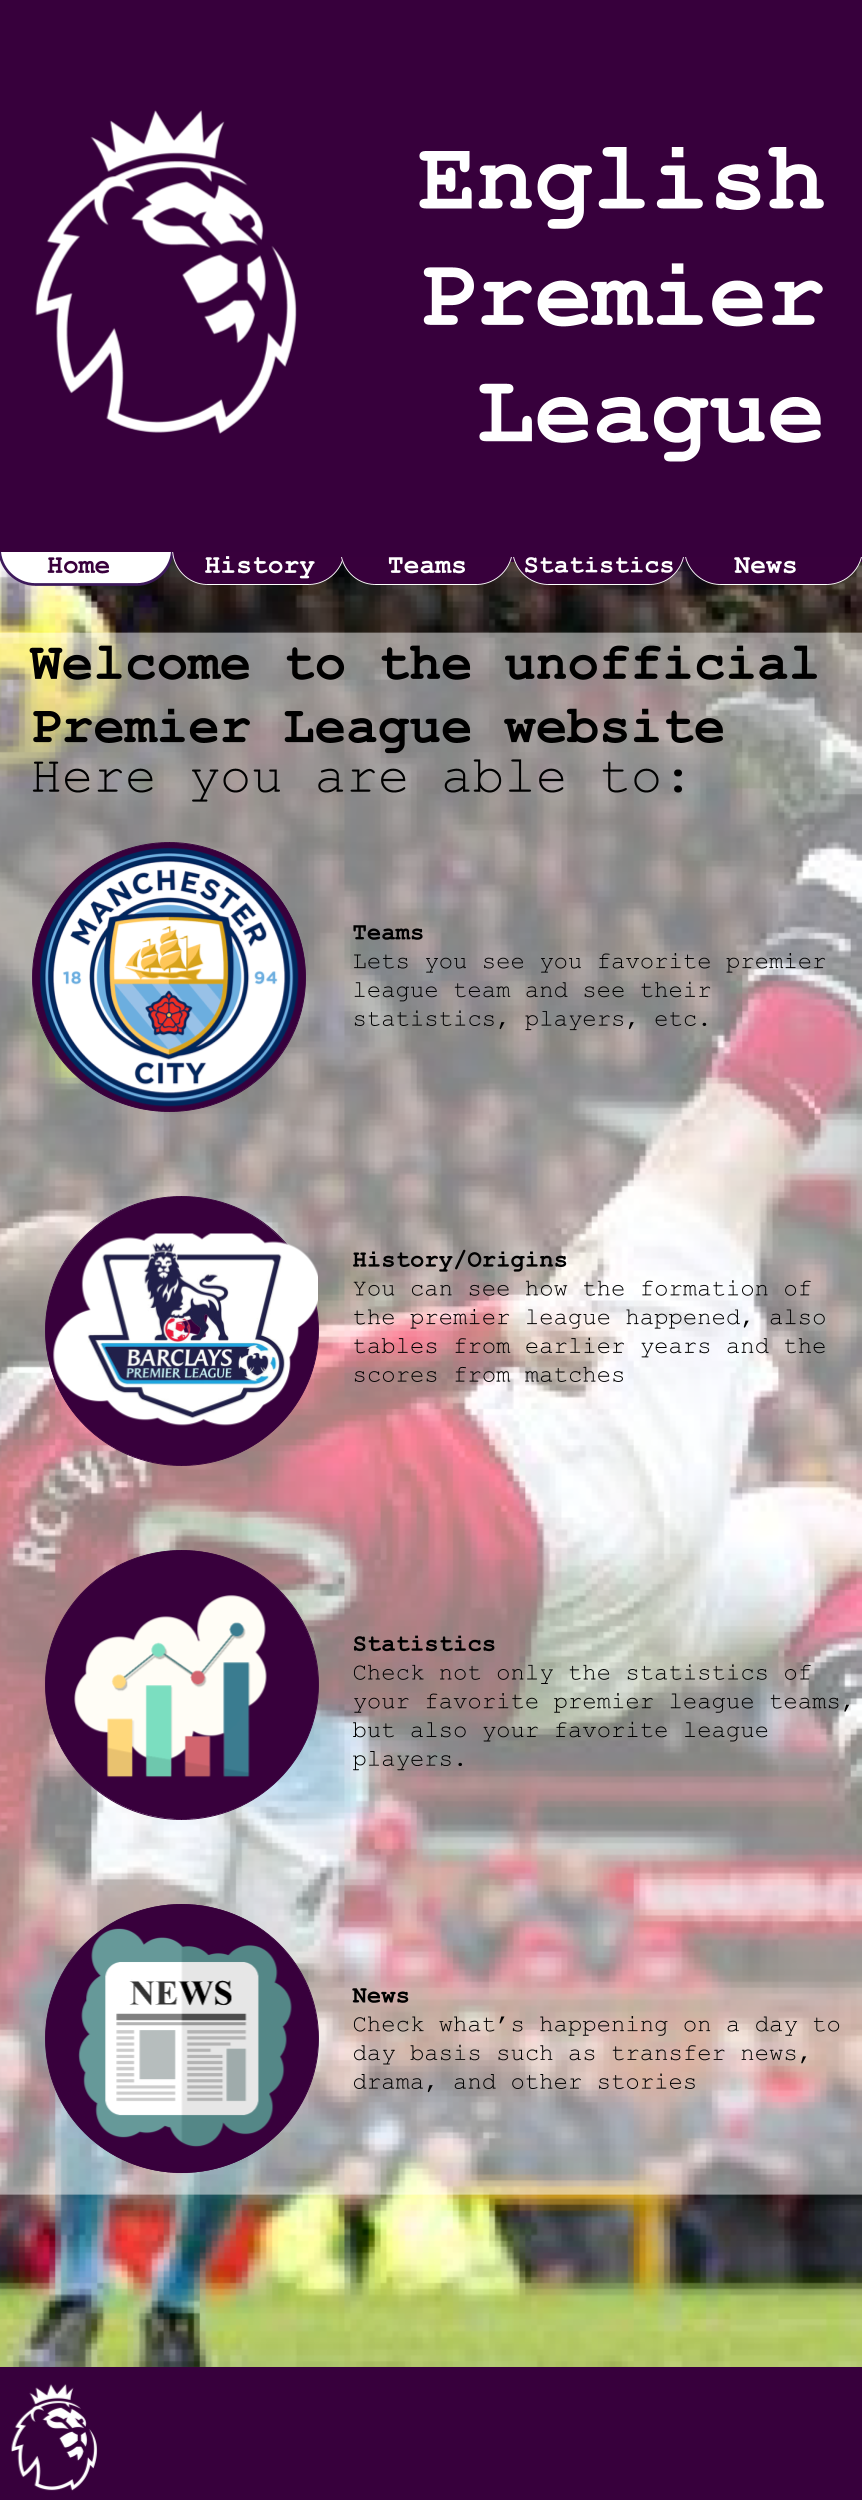 English
Premier
League
Home History Teams Statistics News
Welcome to the unofficial
Premier League website
Here you are able to:
MANCHESTER
18 94
CITY
Teams
Lets you see you favorite premier
league team and see their
statistics, players, etc.
BARCLAYS
PREMIER LEAGUE
History/Origins
You can see how the formation of
the premier league happened, also
tables from earlier years and the
scores from matches
ROONEY
Statistics
Check not only the statistics of
your favorite premier league teams,
but also your favorite league
players.
NEWS
News
Check what’s happening on a day to
day basis such as transfer news,
drama, and other stories